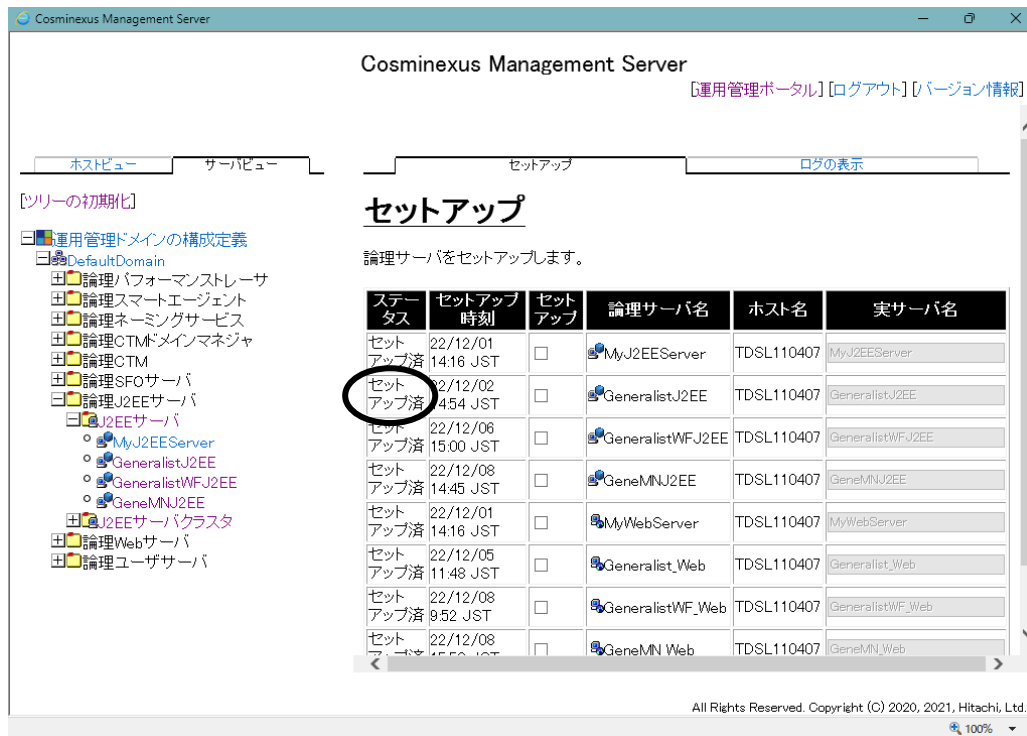 Cosminexus Management Server
Cosminexus Management Server
[運用管理ポータル] [ログアウト] [バージョン情報]
ホストビュー サーバビュー
セットアップ ログの表示
[ツリーの初期化]
運用管理ドメインの構成定義
DefaultDomain
論理パフォーマンストレーサ
論理スマートエージェント
論理ネーミングサービス
論理CTMドメインマネジャ
論理CTM
論理SFOサーバ
論理J2EEサーバ
J2EEサーバ
MyJ2EEServer
GeneralistJ2EE
GeneralistWFJ2EE
GeneMNJ2EE
J2EEサーバクラスタ
論理Webサーバ
論理ユーザサーバ
セットアップ
論理サーバをセットアップします。
ステータス セットアップ時刻 セットアップ 論理サーバ名 ホスト名 実サーバ名
セットアップ済 22/12/01 14:16 JST MyJ2EEServer TDSL110407 MyJ2EEServer
セットアップ済 22/12/02 14:54 JST GeneralistJ2EE TDSL110407 GeneralistJ2EE
セットアップ済 22/12/06 15:00 JST GeneralistWFJ2EE TDSL110407 GeneralistWFJ2EE
セットアップ済 22/12/08 14:45 JST GeneMNJ2EE TDSL110407 GeneMNJ2EE
セットアップ済 22/12/01 14:16 JST MyWebServer TDSL110407 MyWebServer
セットアップ済 22/12/05 11:48 JST Generalist_Web TDSL110407 Generalist_Web
セットアップ済 22/12/08 9:52 JST GeneralistWF_Web TDSL110407 GeneralistWF_Web
セット 22/12/08 GeneMN_Web TDSL110407 GeneMN_Web
All Rights Reserved. Copyright (C) 2020, 2021, Hitachi, Ltd.
100%